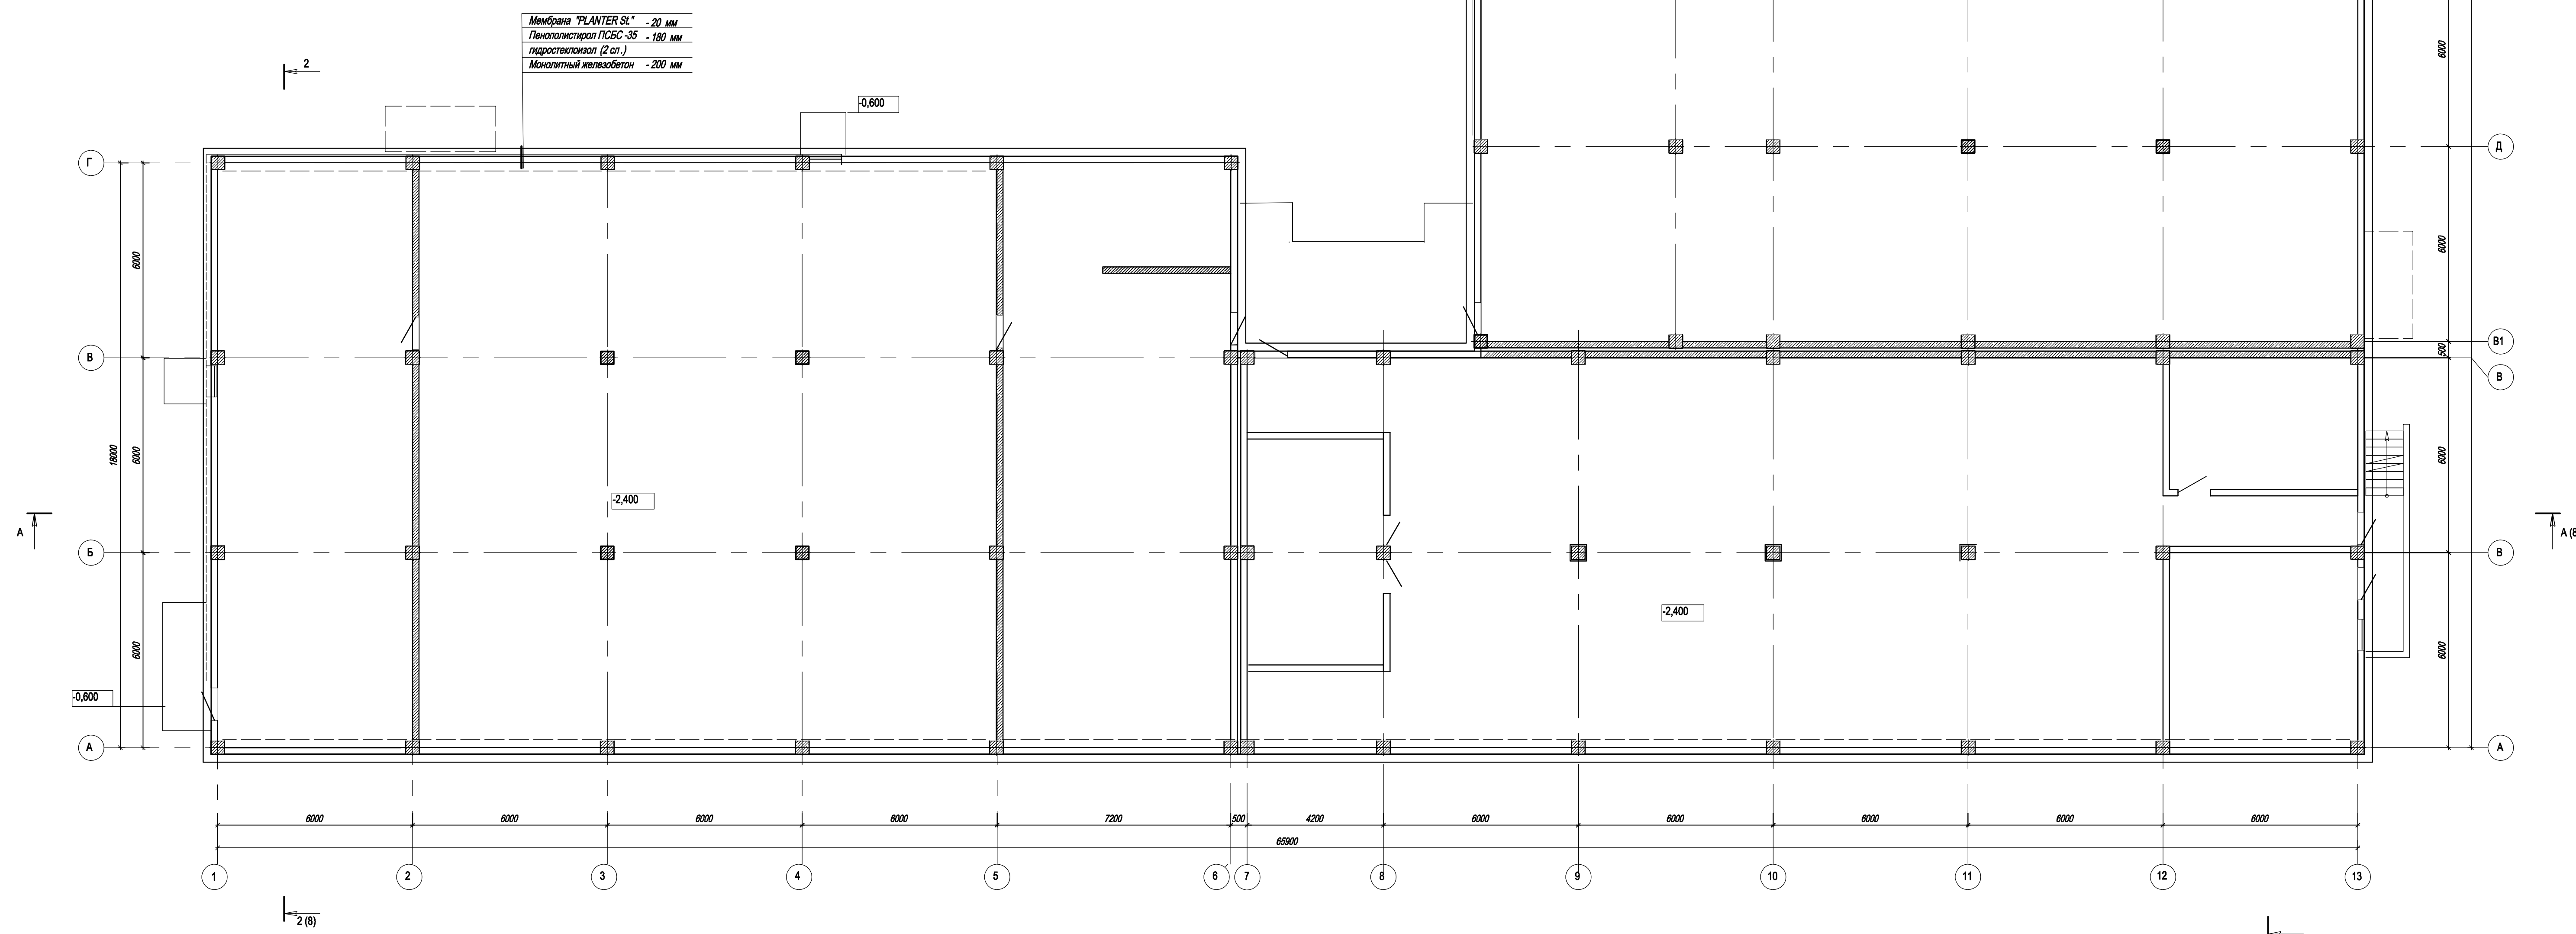 Мембрана "PLANTER St." - 20 мм
Пенополистирол ПСБС -35 - 180 мм
гидростеклоизол (2 сл.)
Монолитный железобетон - 200 мм
2
-0,600
6000
Г
Д
6000
6000
В1
500
В
В
18000
6000
6000
-2,400
А
А (8
Б
В
-2,400
6000
6000
-0,600
А
А
6000
6000
6000
6000
7200
500
4200
6000
6000
6000
6000
6000
65900
1
2
3
4
5
6
7
8
9
10
11
12
13
2 (8)